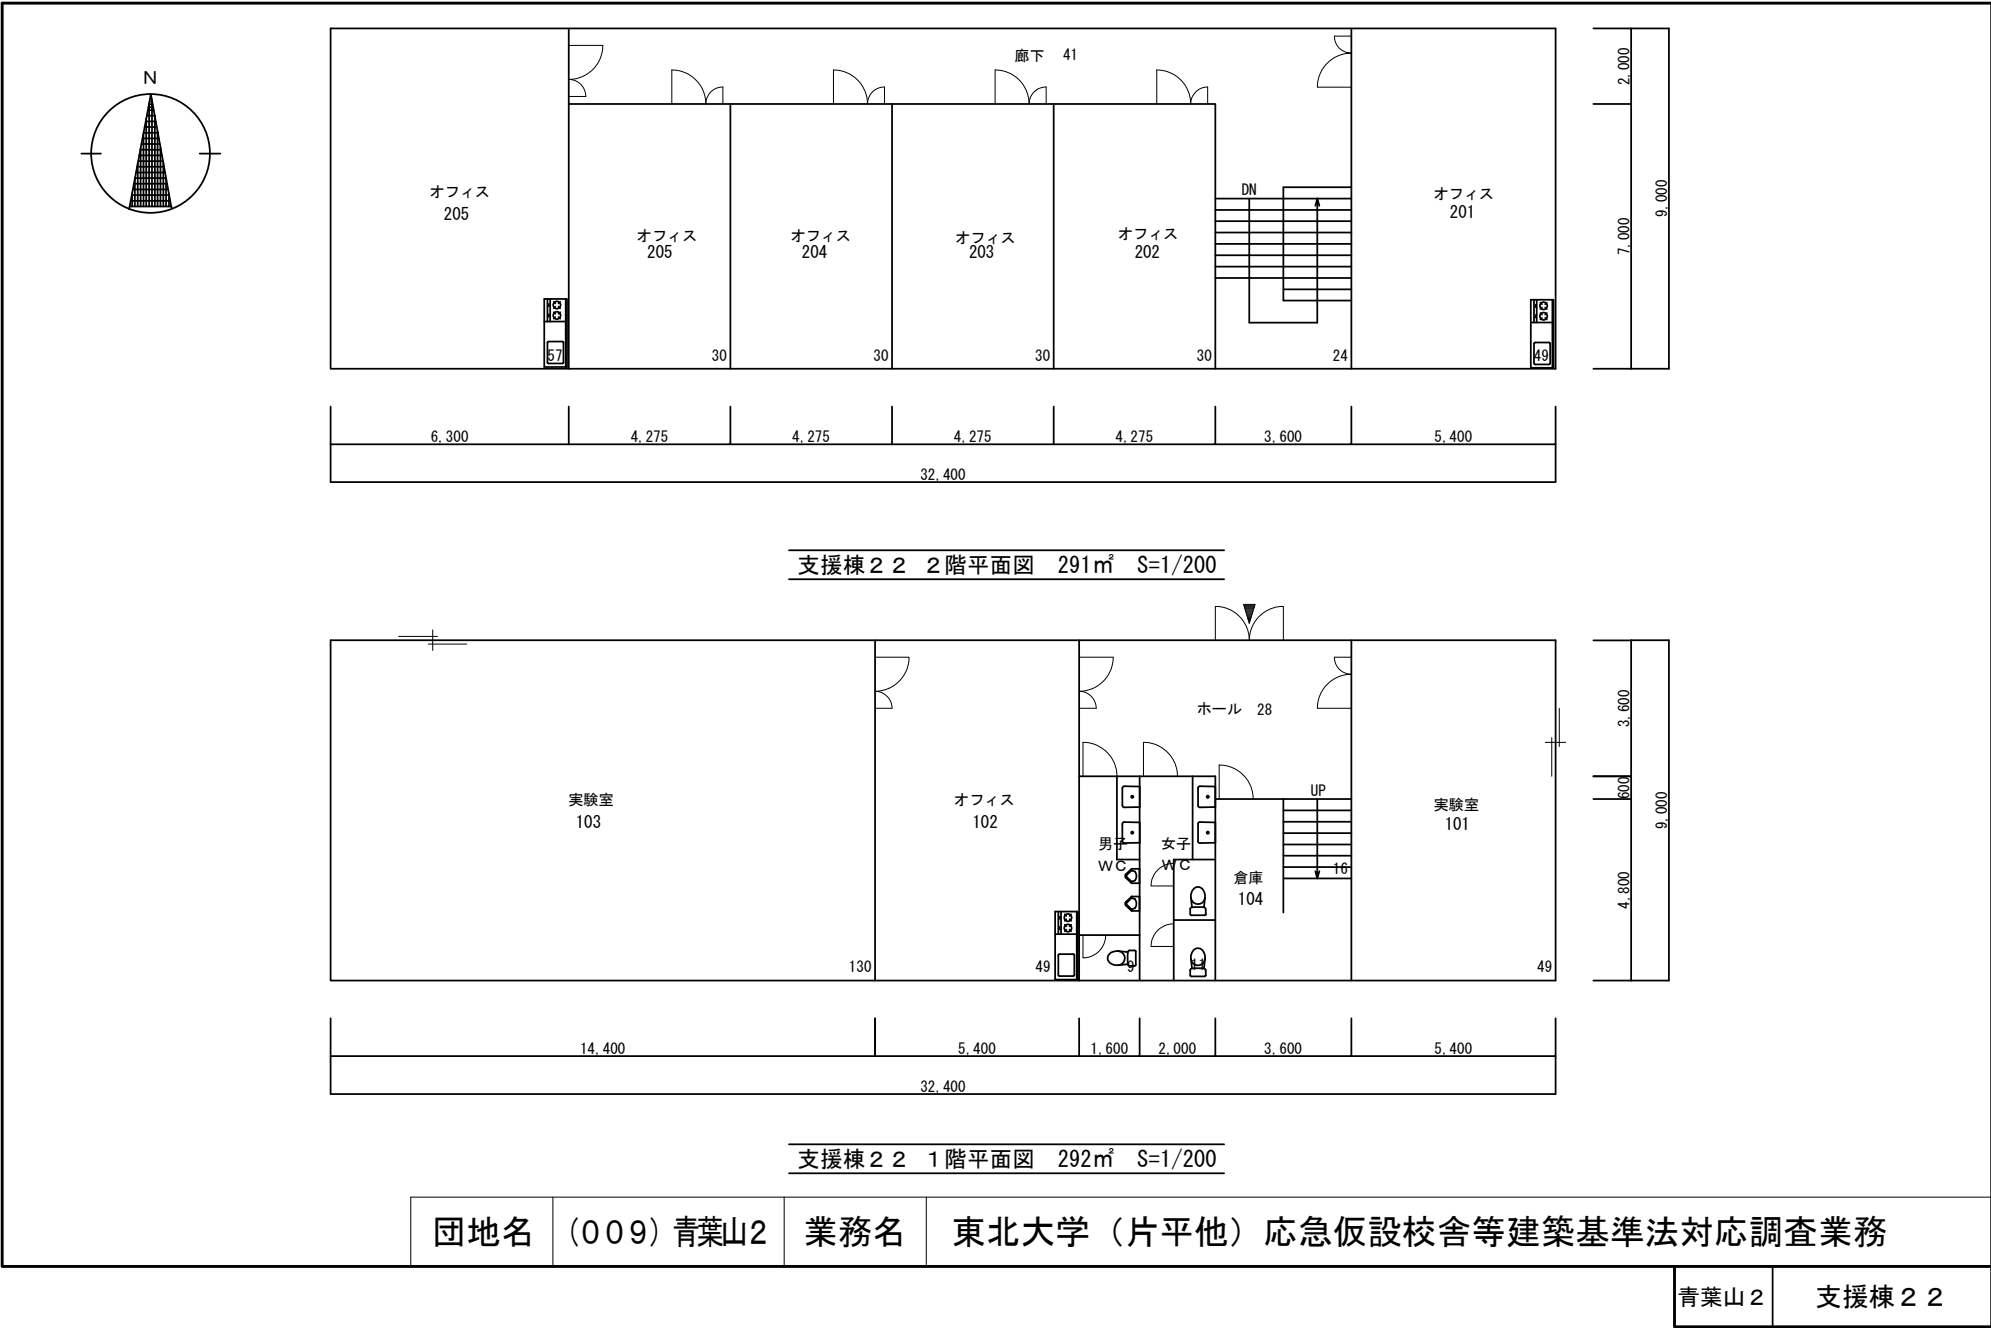 N
廊下 41
オフィス
205
オフィス
205
オフィス
204
オフィス
203
オフィス
202
DN
オフィス
201
57
30
30
30
30
24
49
2,000
7,000
9,000
6,300
4,275
4,275
4,275
4,275
3,600
5,400
32,400
支援棟22 2階平面図 291㎡ S=1/200
ホール 28
実験室
103
オフィス
102
男子
WC
女子
WC
倉庫
104
UP
16
実験室
101
130
49
9
11
49
3,600
600
4,800
9,000
14,400
5,400
1,600
2,000
3,600
5,400
32,400
支援棟22 1階平面図 292㎡ S=1/200
団地名 (009)青葉山2 業務名 東北大学(片平他)応急仮設校舎等建築基準法対応調査業務
青葉山2 支援棟22